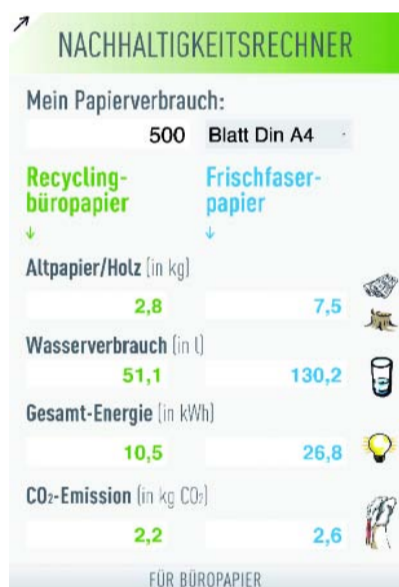 NACHHALTIGKEITSRECHNER
Mein Papierverbrauch:
500 Blatt Din A4
Recycling- Frischfaser-
büropapier papier
↓ ↓
Altpapier/Holz (in kg)
2,8 7,5
Wasserverbrauch (in l)
51,1 130,2
Gesamt-Energie (in kWh)
10,5 26,8
CO₂-Emission (in kg CO₂)
2,2 2,6
FÜR BÜROPAPIER